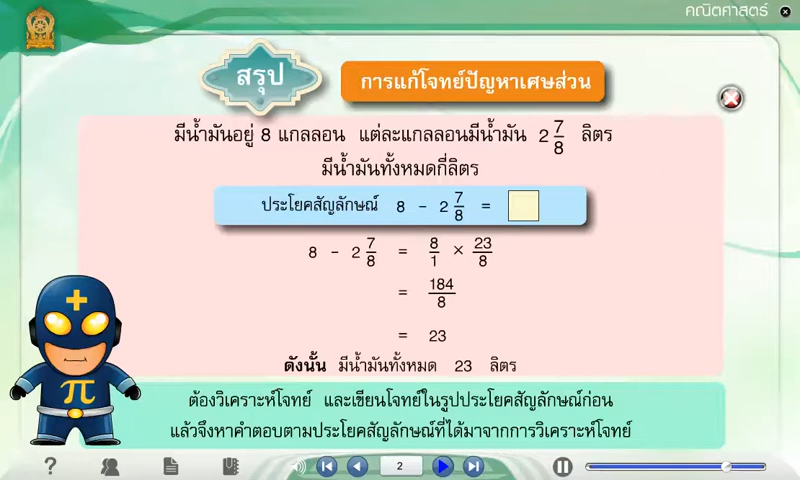 คณิตศาสตร์
สรุป
การแก้โจทย์ปัญหาเศษส่วน
มีน้ำมันอยู่ 8 แกลลอน แต่ละแกลลอนมีน้ำมัน 2 7/8 ลิตร
มีน้ำมันทั้งหมดกี่ลิตร
ประโยคสัญลักษณ์ 8 - 2 7/8 =
8 - 2 7/8 = 8/1 × 23/8
= 184/8
= 23
ดังนั้น มีน้ำมันทั้งหมด 23 ลิตร
ต้องวิเคราะห์โจทย์ และเขียนโจทย์ในรูปประโยคสัญลักษณ์ก่อน
แล้วจึงหาคำตอบตามประโยคสัญลักษณ์ที่ได้มาจากการวิเคราะห์โจทย์
π
?
2